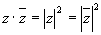 z · z̅ = |z|² = |z̅|²